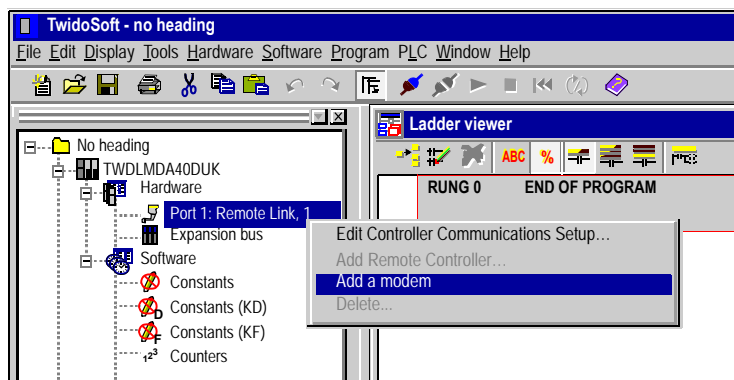 TwidoSoft - no heading
File Edit Display Tools Hardware Software Program PLC Window Help
ABC %
No heading
TWDLMDA40DUK
Hardware
Port 1: Remote Link, 1
Expansion bus
Software
Constants
D Constants (KD)
F Constants (KF)
1²³ Counters
Ladder viewer
RUNG 0 END OF PROGRAM
Edit Controller Communications Setup...
Add Remote Controller...
Add a modem
Delete...